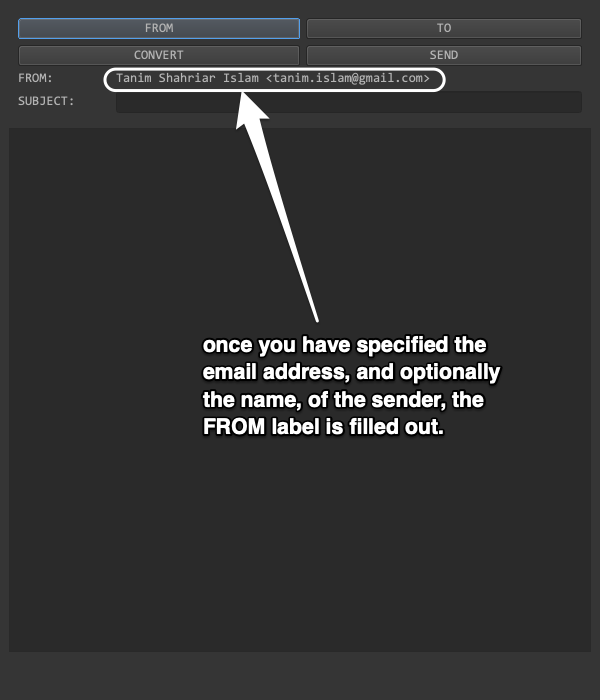 FROM TO
CONVERT SEND
FROM: Tanim Shahriar Islam <tanim.islam@gmail.com>
SUBJECT:
once you have specified the
email address, and optionally
the name, of the sender, the
FROM label is filled out.